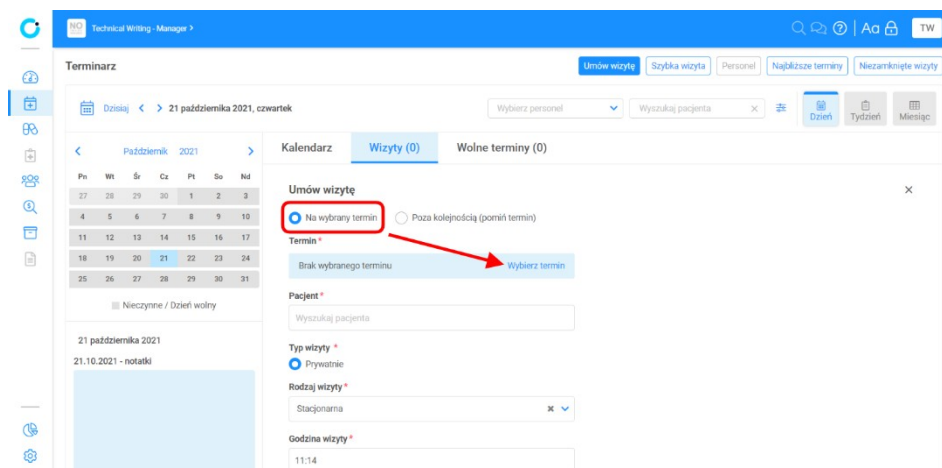 NO
Technical Writing - Manager >
Aa
TW
Terminarz
Umów wizytę
Szybka wizyta
Personel
Najbliższe terminy
Niezamknięte wizyty
Dzisiaj < > 21 października 2021, czwartek
Wybierz personel
Wyszukaj pacjenta
Dzień
Tydzień
Miesiąc
< Październik 2021 >
Pn Wt Śr Cz Pt So Nd
27 28 29 30 1 2 3
4 5 6 7 8 9 10
11 12 13 14 15 16 17
18 19 20 21 22 23 24
25 26 27 28 29 30 31
Nieczynne / Dzień wolny
21 października 2021
21.10.2021 - notatki
Kalendarz
Wizyty (0)
Wolne terminy (0)
Umów wizytę
Na wybrany termin
Poza kolejnością (pomiń termin)
Termin *
Brak wybranego terminu
Wybierz termin
Pacjent *
Wyszukaj pacjenta
Typ wizyty *
Prywatnie
Rodzaj wizyty *
Stacjonarna
Godzina wizyty *
11:14